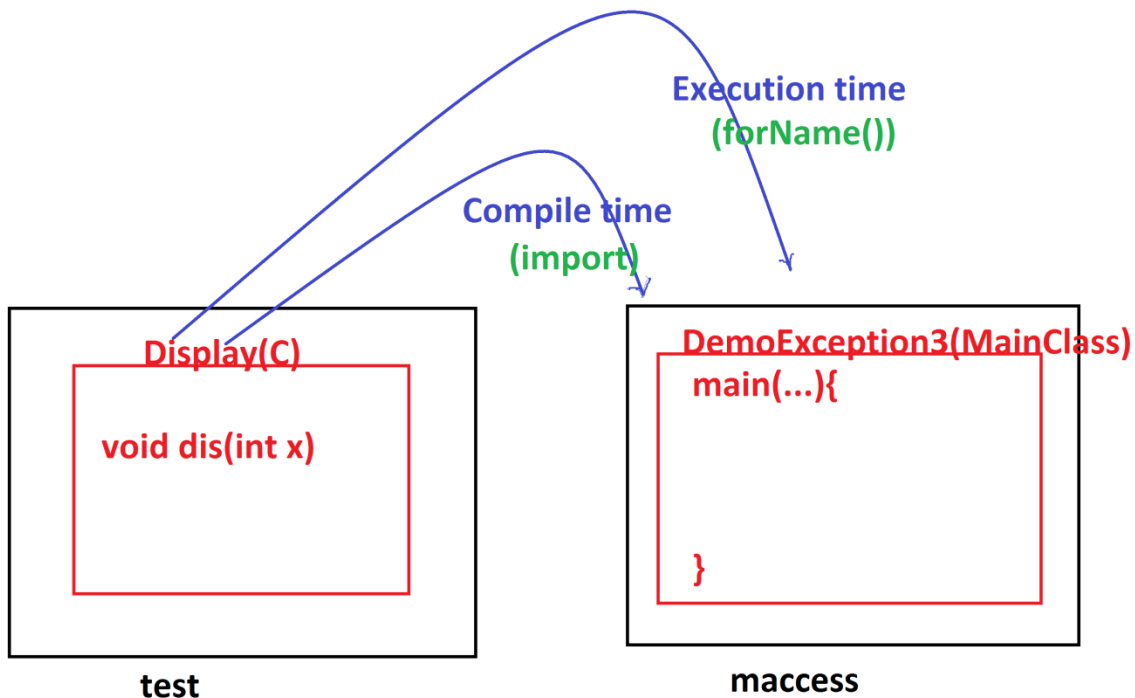 Execution time
(forName())
Compile time
(import)
Display(C)
void dis(int x)
test
DemoException3(MainClass)
main(...){
}
maccess